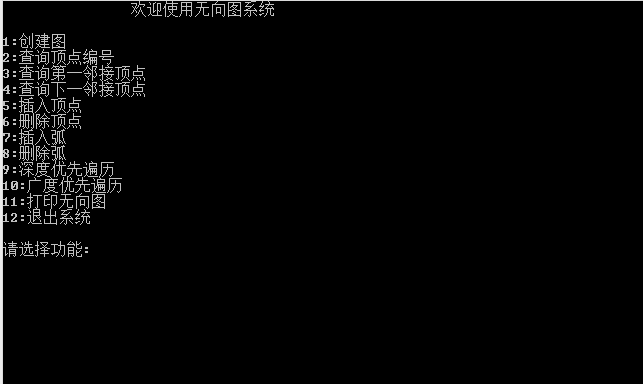 欢迎使用无向图系统
1:创建图
2:查询顶点编号
3:查询第一邻接顶点
4:查询下一邻接顶点
5:插入顶点
6:删除顶点
7:插入弧
8:删除弧
9:深度优先遍历
10:广度优先遍历
11:打印无向图
12:退出系统
请选择功能: